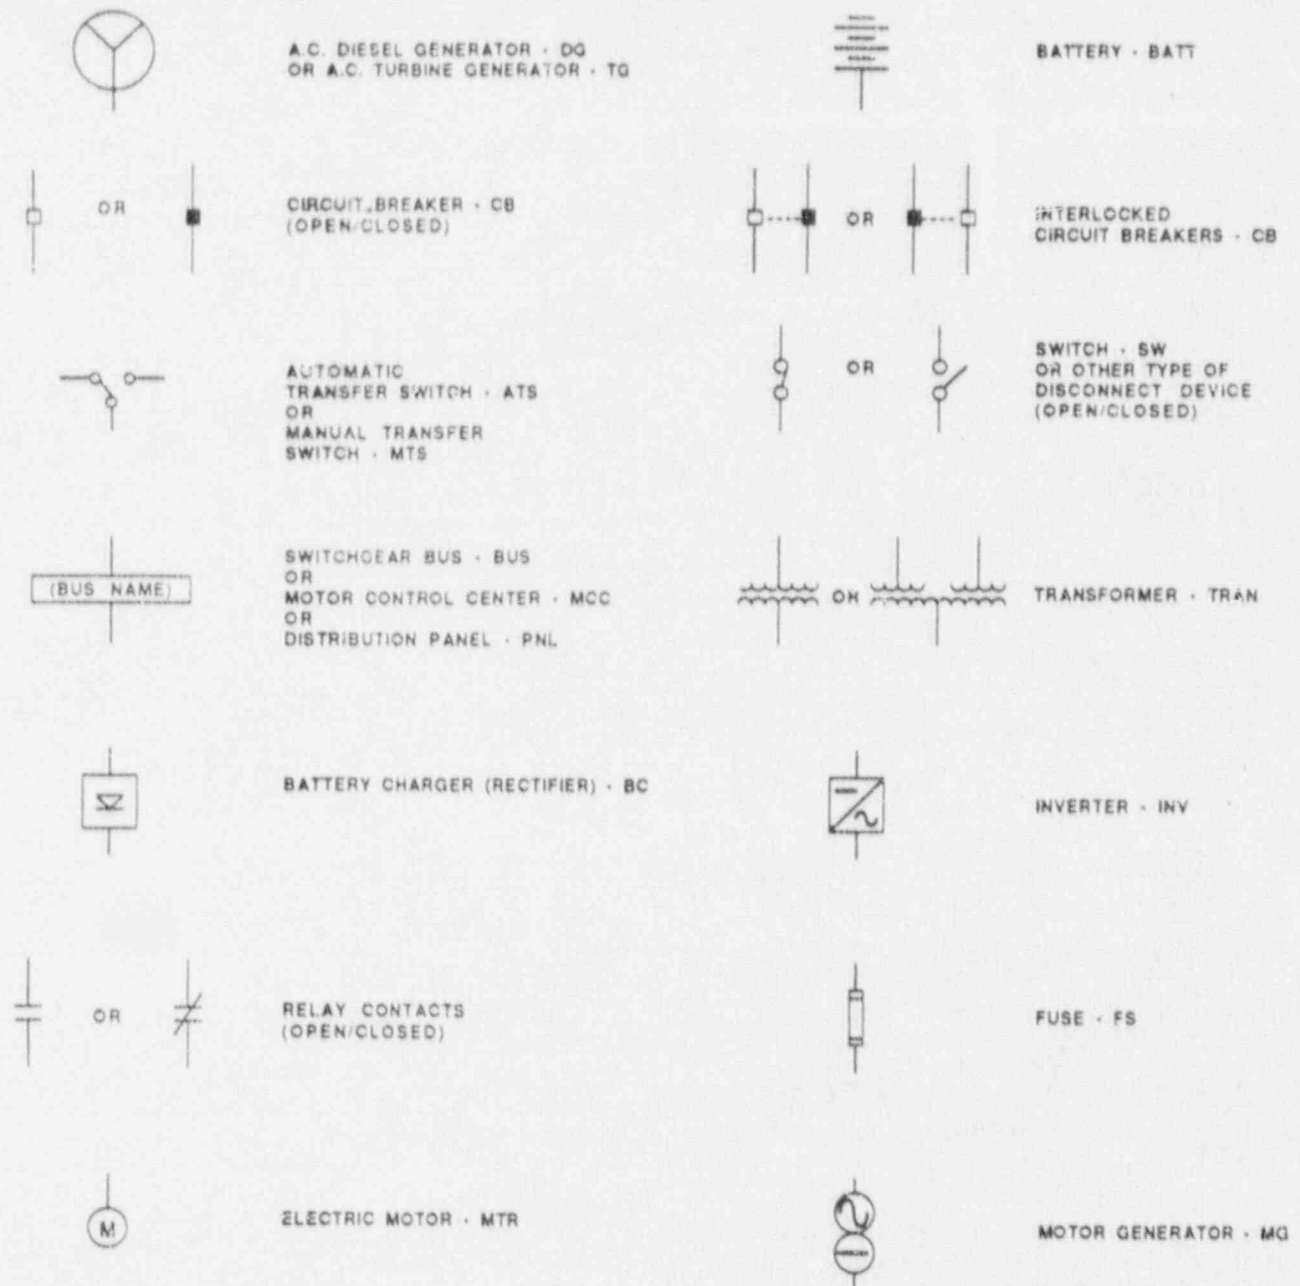 A.C. DIESEL GENERATOR - DG
OR A.C. TURBINE GENERATOR - TG
BATTERY - BATT
OR
CIRCUIT BREAKER - CB
(OPEN/CLOSED)
OR
INTERLOCKED
CIRCUIT BREAKERS - CB
AUTOMATIC
TRANSFER SWITCH - ATS
OR
MANUAL TRANSFER
SWITCH - MTS
OR
SWITCH - SW
OR OTHER TYPE OF
DISCONNECT DEVICE
(OPEN/CLOSED)
(BUS NAME)
SWITCHGEAR BUS - BUS
OR
MOTOR CONTROL CENTER - MCC
OR
DISTRIBUTION PANEL - PNL
OR
TRANSFORMER - TRAN
BATTERY CHARGER (RECTIFIER) - BC
INVERTER - INV
OR
RELAY CONTACTS
(OPEN/CLOSED)
FUSE - FS
M
ELECTRIC MOTOR - MTR
MOTOR GENERATOR - MG